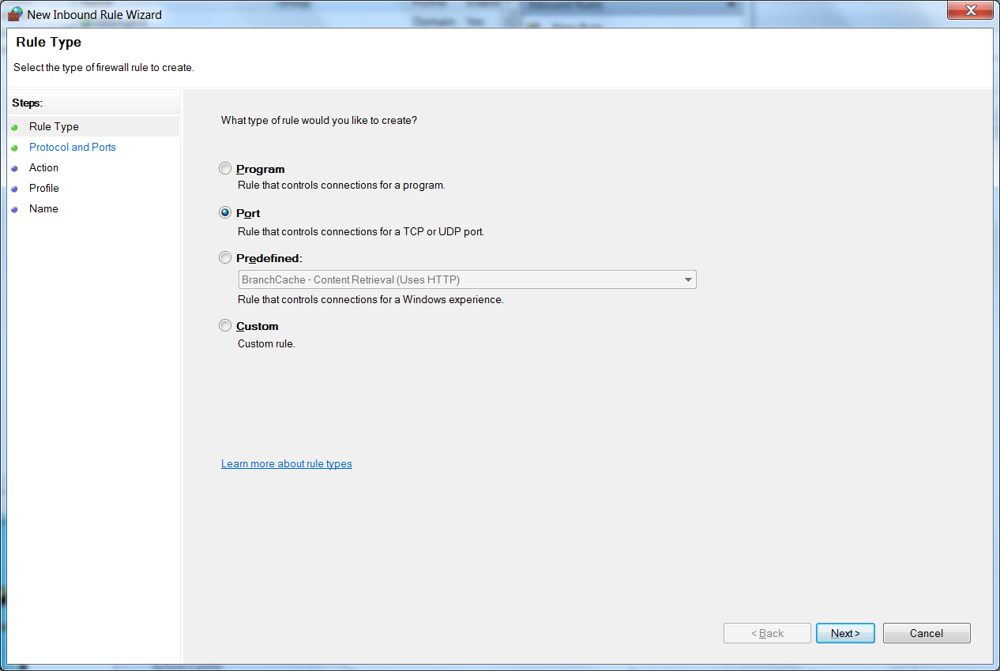 New Inbound Rule Wizard
Rule Type
Select the type of firewall rule to create.
Steps:
Rule Type
Protocol and Ports
Action
Profile
Name
What type of rule would you like to create?
Program
Rule that controls connections for a program.
Port
Rule that controls connections for a TCP or UDP port.
Predefined:
BranchCache - Content Retrieval (Uses HTTP)
Rule that controls connections for a Windows experience.
Custom
Custom rule.
Learn more about rule types
< Back
Next >
Cancel